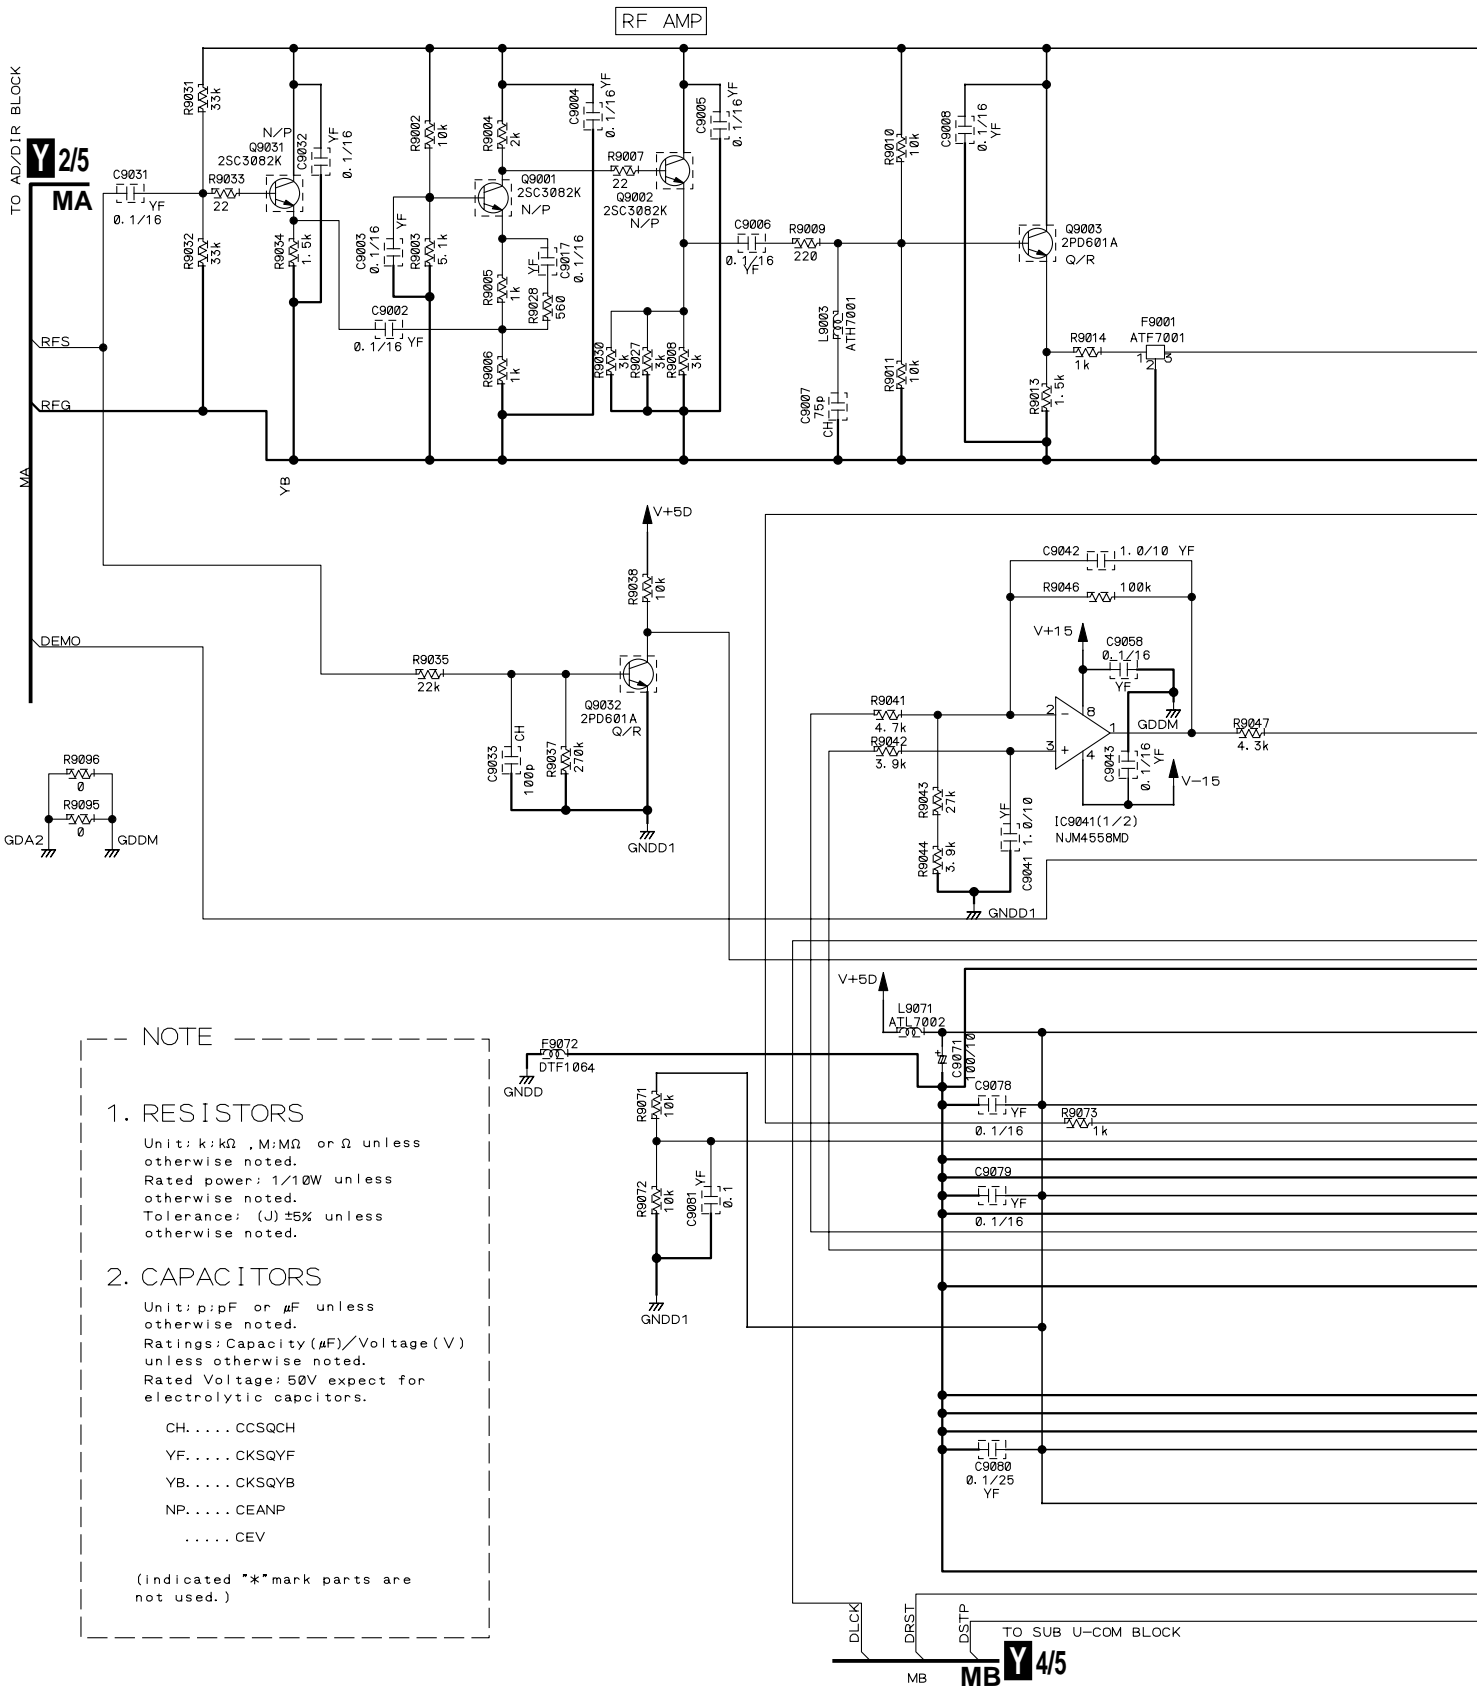 RF AMP
TO AD/DIR BLOCK
Y 2/5
MA
C9031
YF
0.1/16
R9031
33k
R9033
22
R9032
33k
N/P
Q9031
2SC3082K
C9032
YF
0.1/16
R9034
1.5k
R9002
10k
R9004
2k
C9004
0.1/16
YF
C9003
0.1/16
YF
R9003
5.1k
Q9001
2SC3082K
N/P
YF
C9017
0.1/16
R9005
1k
R9028
560
C9002
0.1/16 YF
R9006
1k
R9007
22
Q9002
2SC3082K
N/P
C9005
0.1/16
YF
R9030
3k
R9027
3k
R9008
3k
C9006
0.1/16
YF
R9009
220
L9003
ATH7001
C9007
75p
CH
R9010
10k
R9011
10k
C9008
0.1/16
YF
Q9003
2PD601A
Q/R
R9013
1.5k
R9014
1k
F9001
ATF7001
1
2
3
RFS
RFG
MA
YB
DEMO
V+5D
R9038
10k
R9035
22k
Q9032
2PD601A
Q/R
C9033
100p
CH
R9037
270k
GNDD1
R9096
0
R9095
0
GDA2
GDDM
C9042
1.0/10 YF
R9046
100k
V+15
C9058
0.1/16
YF
GDDM
R9041
4.7k
R9042
3.9k
2
-
8
1
3
+
4
C9043
0.1/16
YF
V-15
R9047
4.3k
R9043
27k
R9044
3.9k
YF
C9041 1.0/10
IC9041(1/2)
NJM4558MD
GNDD1
V+5D
L9071
ATL7002
+
C9071
100/10
F9072
DTF1064
GNDD
C9078
YF
0.1/16
R9073
1k
R9071
10k
R9072
10k
C9081
YF
0.1
GNDD1
C9079
YF
0.1/16
C9080
0.1/25
YF
NOTE
1. RESISTORS
Unit: k:kΩ , M:MΩ or Ω unless
otherwise noted.
Rated power: 1/10W unless
otherwise noted.
Tolerance: (J) ±5% unless
otherwise noted.
2. CAPACITORS
Unit: p:pF or μF unless
otherwise noted.
Ratings: Capacity (μF)/Voltage (V)
unless otherwise noted.
Rated Voltage: 50V expect for
electrolytic capcitors.
CH..... CCSQCH
YF..... CKSQYF
YB..... CKSQYB
NP..... CEANP
..... CEV
(indicated "*" mark parts are
not used.)
DLCK
DRST
DSTP
TO SUB U-COM BLOCK
MB
MB
Y 4/5